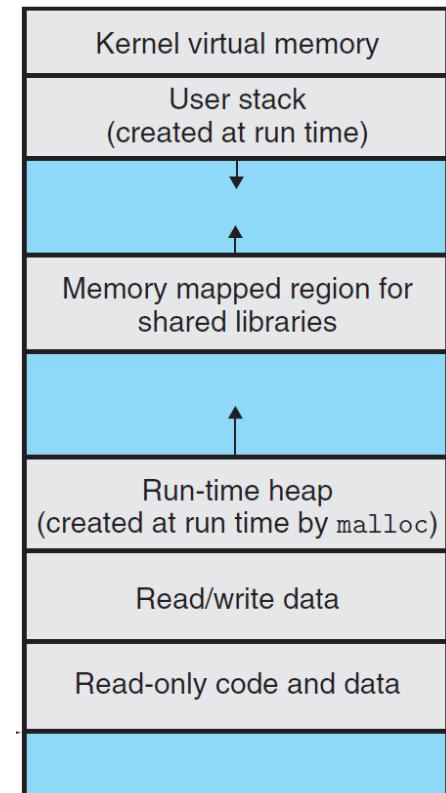 Kernel virtual memory
User stack
(created at run time)
Memory mapped region for
shared libraries
Run-time heap
(created at run time by malloc)
Read/write data
Read-only code and data